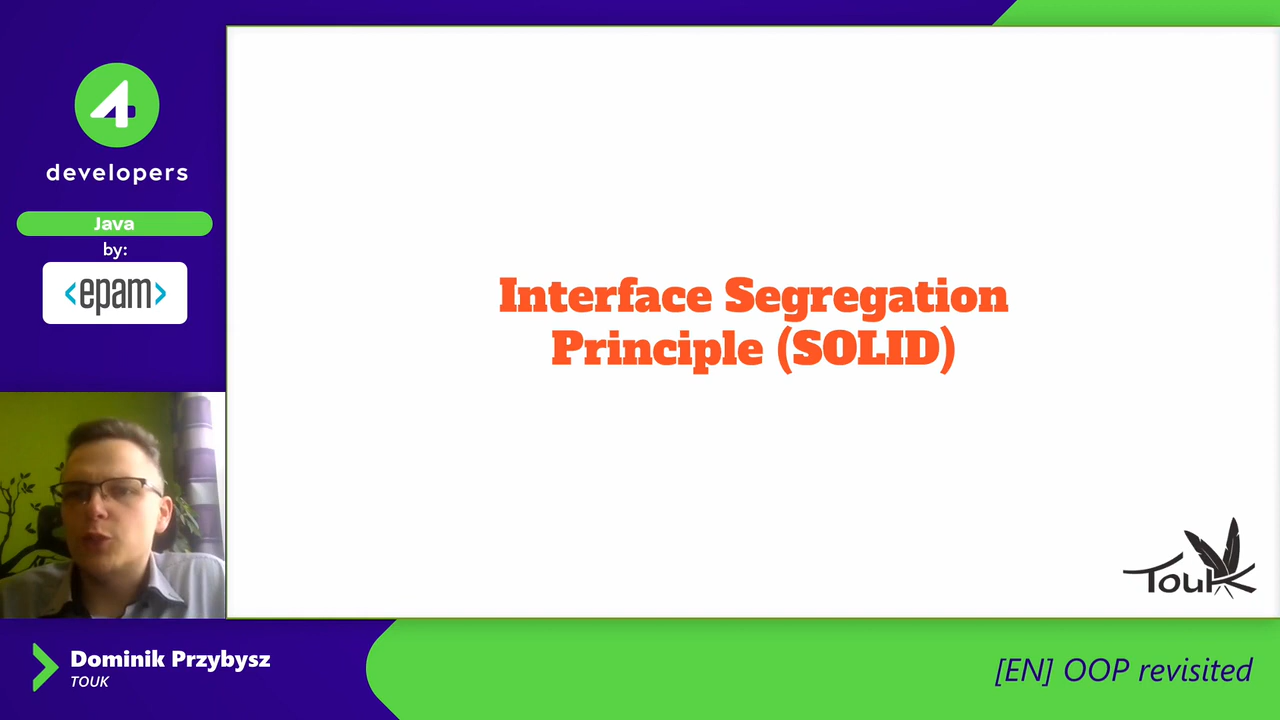 4
developers
Java
by:
<epam>
Interface Segregation
Principle (SOLID)
Touk
Dominik Przybysz
TOUK
[EN] OOP revisited